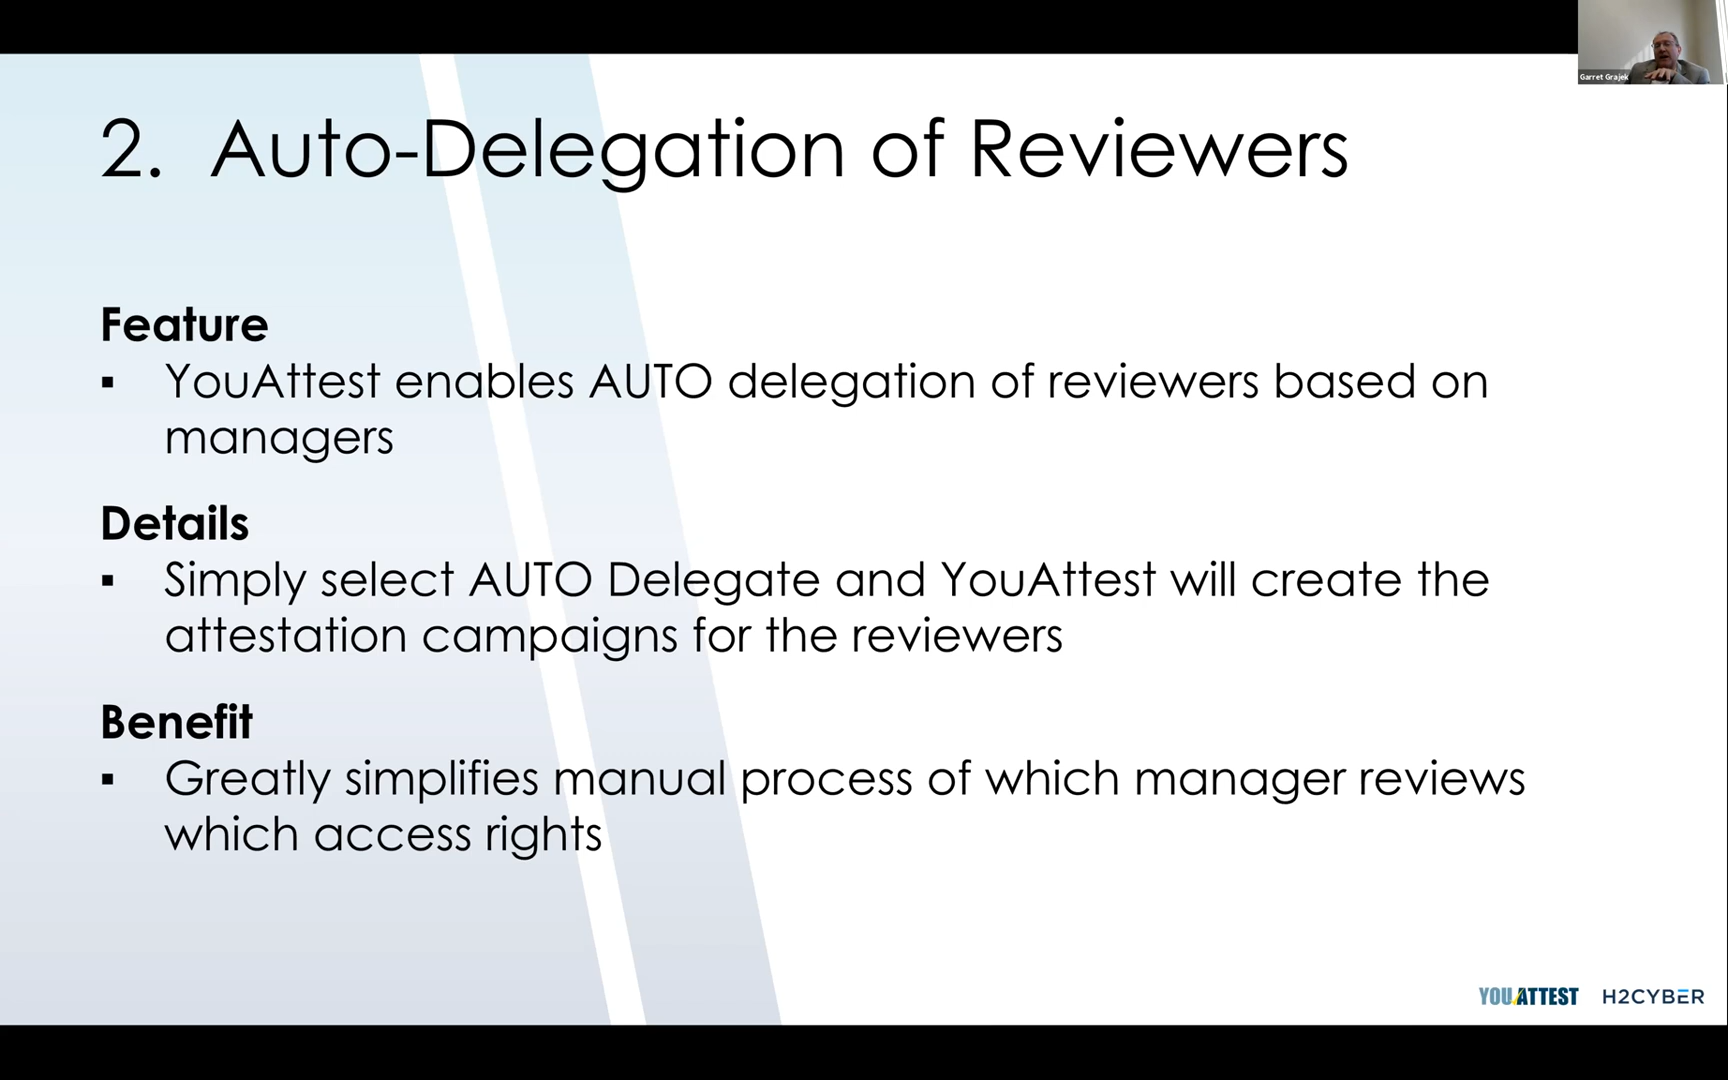 Garret Grajek
2. Auto-Delegation of Reviewers
Feature
▪ YouAttest enables AUTO delegation of reviewers based on
managers
Details
▪ Simply select AUTO Delegate and YouAttest will create the
attestation campaigns for the reviewers
Benefit
▪ Greatly simplifies manual process of which manager reviews
which access rights
YOUATTEST H2CYBER